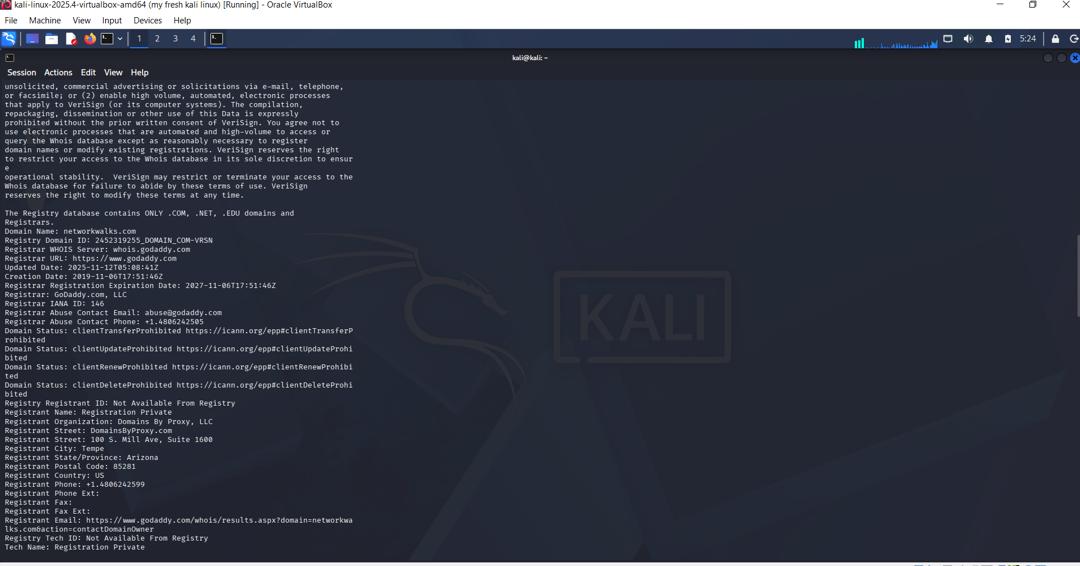 kali-linux-2025.4-virtualbox-amd64 (my fresh kali linux) [Running] - Oracle VirtualBox
File Machine View Input Devices Help
1 2 3 4 5:24
kali@kali: ~
Session Actions Edit View Help
unsolicited, commercial advertising or solicitations via e-mail, telephone,
or facsimile; or (2) enable high volume, automated, electronic processes
that apply to VeriSign (or its computer systems). The compilation,
repackaging, dissemination or other use of this Data is expressly
prohibited without the prior written consent of VeriSign. You agree not to
use electronic processes that are automated and high-volume to access or
query the Whois database except as reasonably necessary to register
domain names or modify existing registrations. VeriSign reserves the right
to restrict your access to the Whois database in its sole discretion to ensur
e
operational stability.  VeriSign may restrict or terminate your access to the
Whois database for failure to abide by these terms of use. VeriSign
reserves the right to modify these terms at any time.
The Registry database contains ONLY .COM, .NET, .EDU domains and
Registrars.
Domain Name: networkwalks.com
Registry Domain ID: 2452319255_DOMAIN_COM-VRSN
Registrar WHOIS Server: whois.godaddy.com
Registrar URL: https://www.godaddy.com
Updated Date: 2025-11-12T05:08:41Z
Creation Date: 2019-11-06T17:51:46Z
Registrar Registration Expiration Date: 2027-11-06T17:51:46Z
Registrar: GoDaddy.com, LLC
Registrar IANA ID: 146
Registrar Abuse Contact Email: abuse@godaddy.com
Registrar Abuse Contact Phone: +1.4806242505
Domain Status: clientTransferProhibited https://icann.org/epp#clientTransferP
rohibited
Domain Status: clientUpdateProhibited https://icann.org/epp#clientUpdateProhi
bited
Domain Status: clientRenewProhibited https://icann.org/epp#clientRenewProhibi
ted
Domain Status: clientDeleteProhibited https://icann.org/epp#clientDeleteProhi
bited
Registry Registrant ID: Not Available From Registry
Registrant Name: Registration Private
Registrant Organization: Domains By Proxy, LLC
Registrant Street: DomainsByProxy.com
Registrant Street: 100 S. Mill Ave, Suite 1600
Registrant City: Tempe
Registrant State/Province: Arizona
Registrant Postal Code: 85281
Registrant Country: US
Registrant Phone: +1.4806242599
Registrant Phone Ext:
Registrant Fax:
Registrant Fax Ext:
Registrant Email: https://www.godaddy.com/whois/results.aspx?domain=networkwa
lks.com&action=contactDomainOwner
Registry Tech ID: Not Available From Registry
Tech Name: Registration Private
KALI